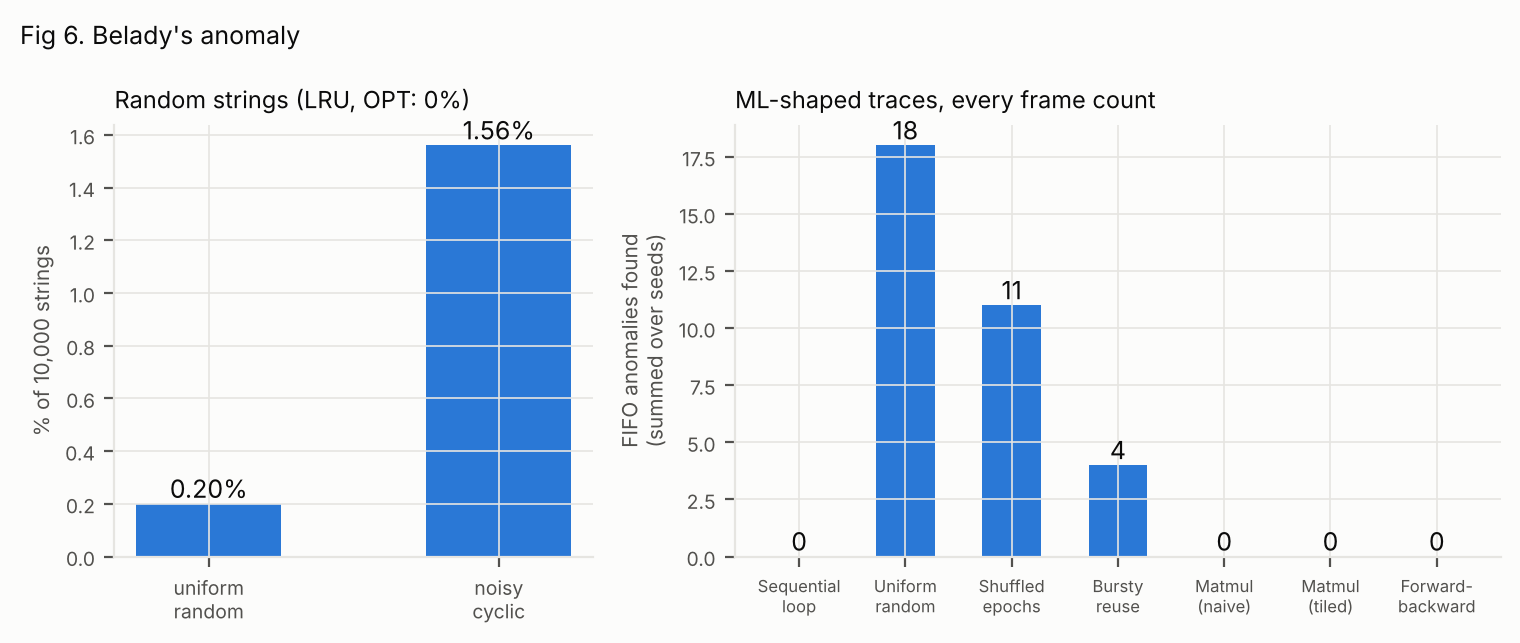 Fig 6. Belady's anomaly
Random strings (LRU, OPT: 0%)
% of 10,000 strings
1.6
1.4
1.2
1.0
0.8
0.6
0.4
0.2
0.0
0.20%
1.56%
uniform
random
noisy
cyclic
ML-shaped traces, every frame count
FIFO anomalies found
(summed over seeds)
17.5
15.0
12.5
10.0
7.5
5.0
2.5
0.0
0
18
11
4
0
0
0
Sequential
loop
Uniform
random
Shuffled
epochs
Bursty
reuse
Matmul
(naive)
Matmul
(tiled)
Forward-
backward